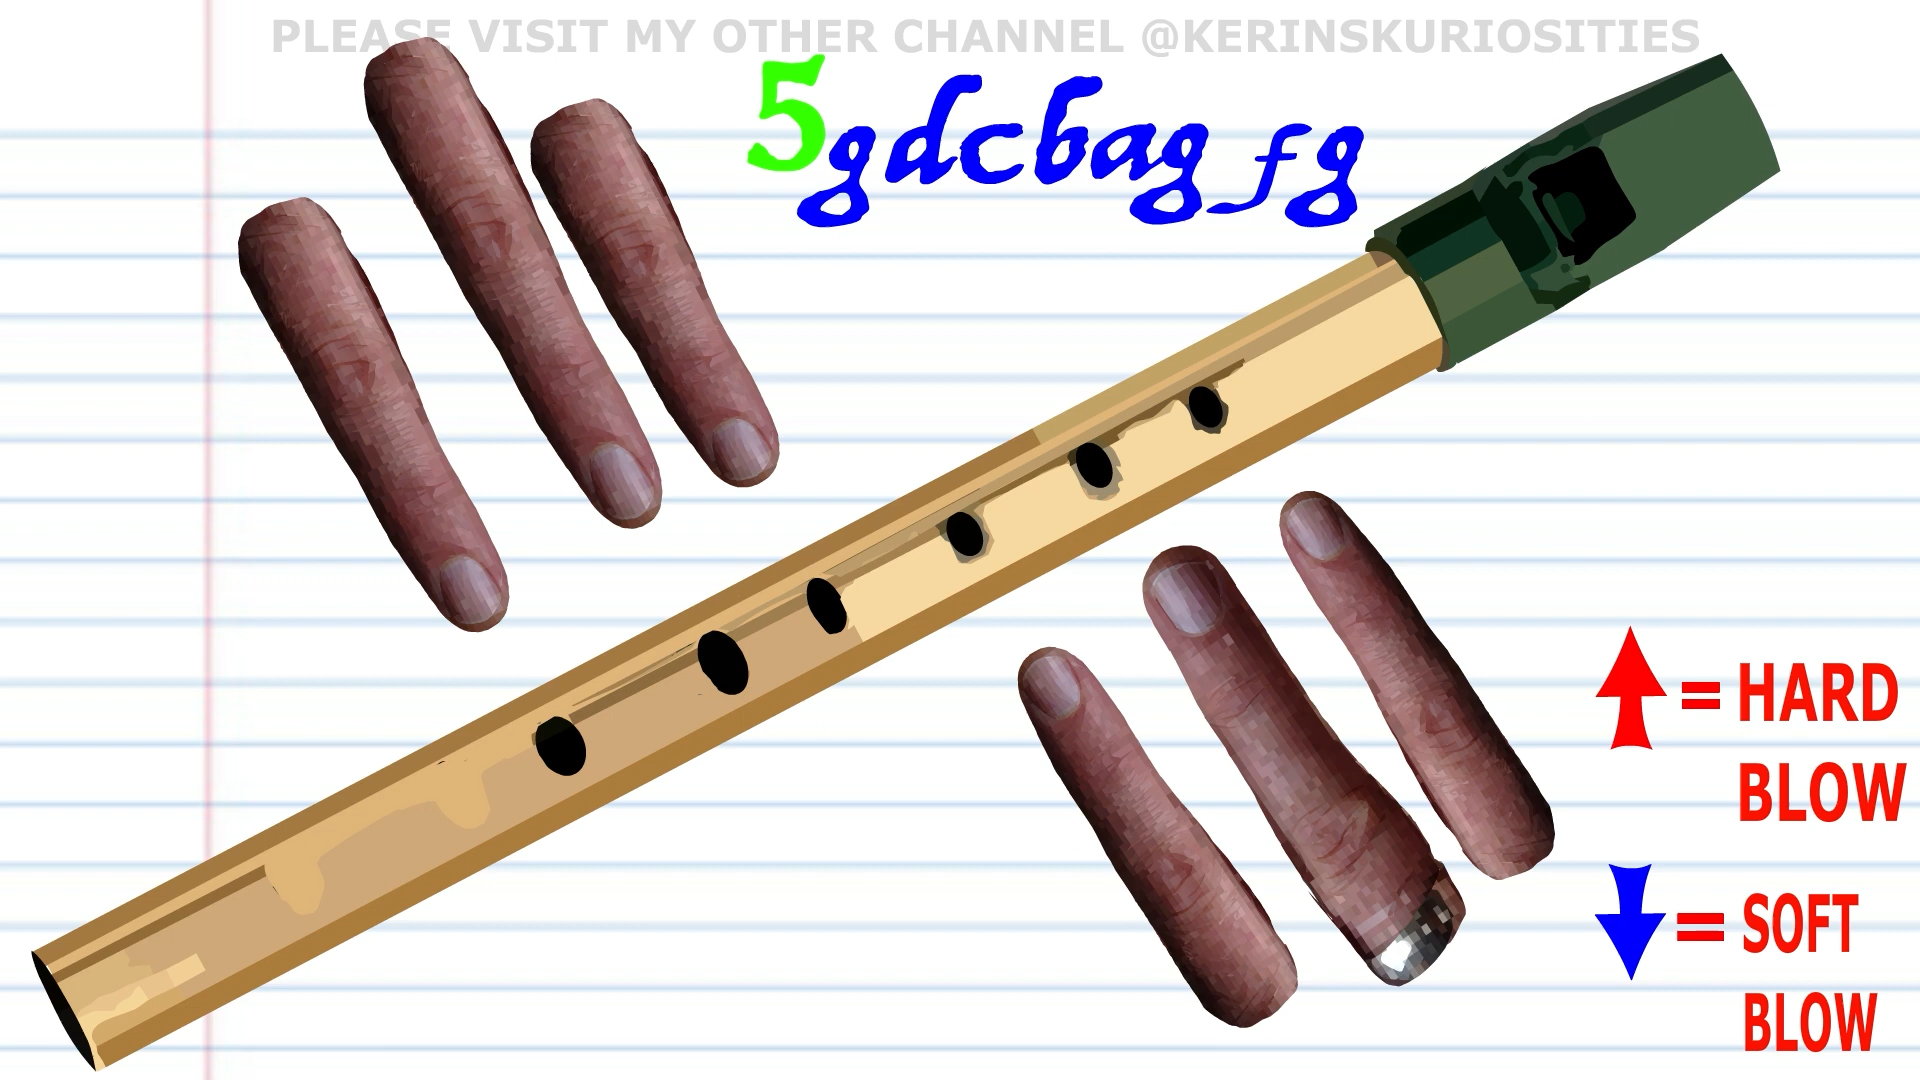 PLEASE VISIT MY OTHER CHANNEL @KERINSKURIOSITIES
5gdcbag fg
= HARD
BLOW
= SOFT
BLOW